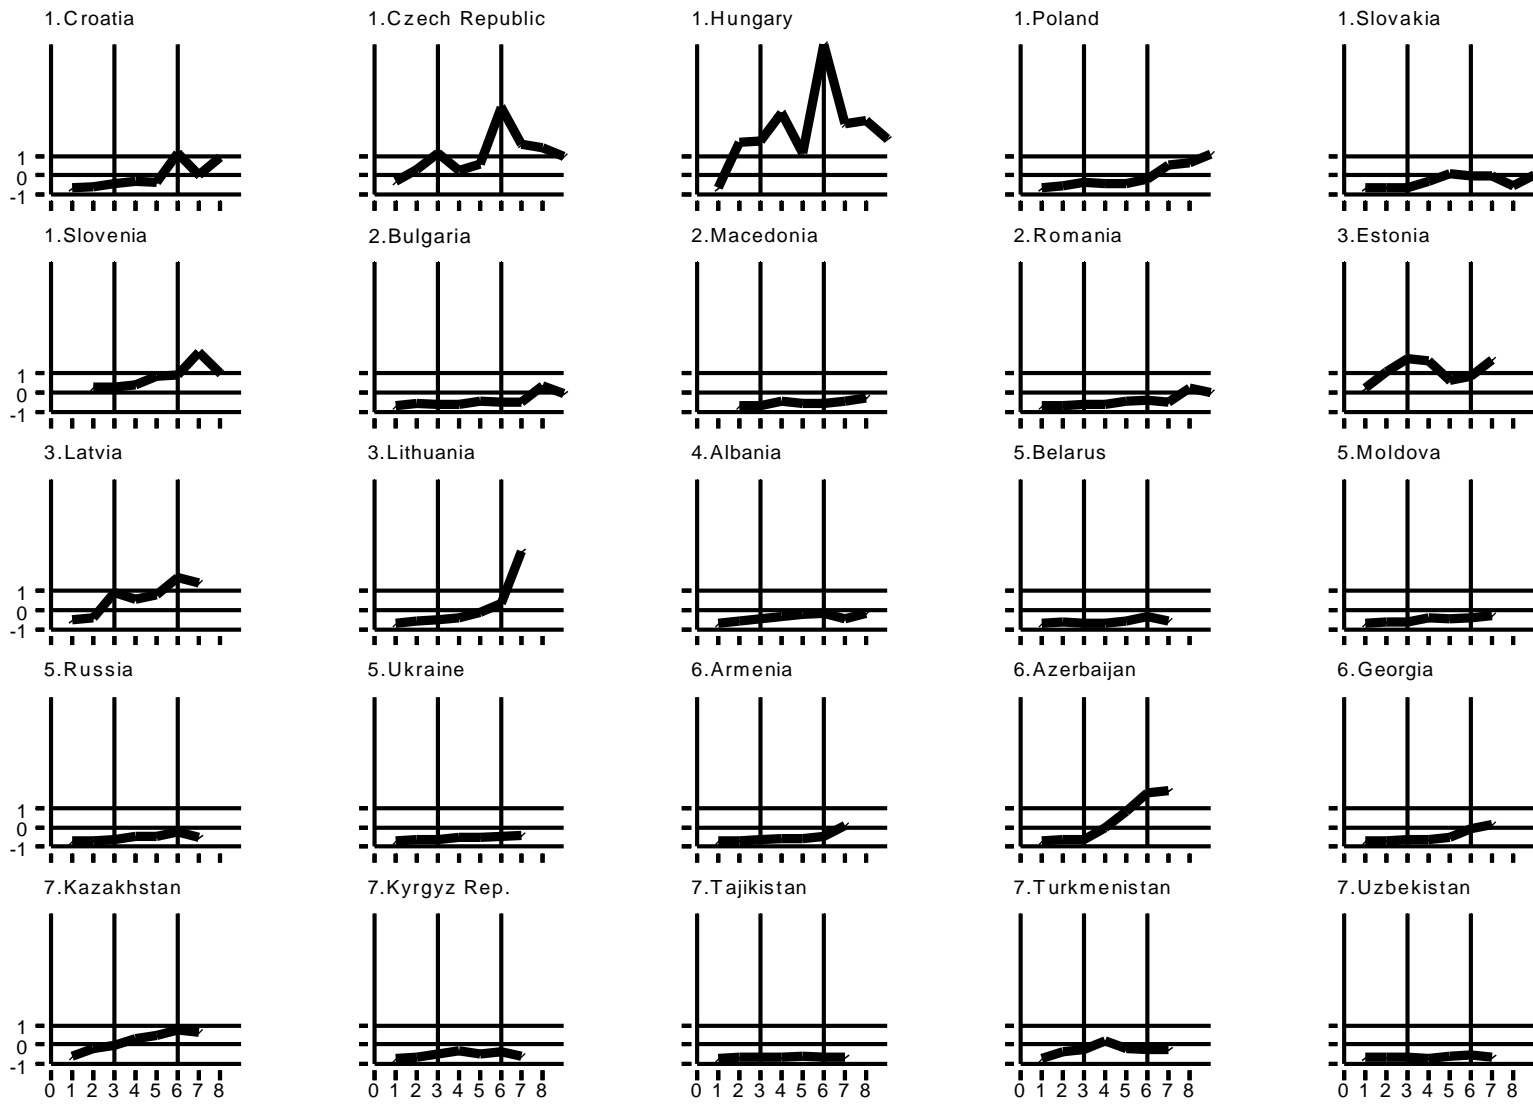 1.Croatia 1.Czech Republic 1.Hungary 1.Poland 1.Slovakia
1
0
-1
1.Slovenia 2.Bulgaria 2.Macedonia 2.Romania 3.Estonia
1
0
-1
3.Latvia 3.Lithuania 4.Albania 5.Belarus 5.Moldova
1
0
-1
5.Russia 5.Ukraine 6.Armenia 6.Azerbaijan 6.Georgia
1
0
-1
7.Kazakhstan 7.Kyrgyz Rep. 7.Tajikistan 7.Turkmenistan 7.Uzbekistan
1
0
-1
0 1 2 3 4 5 6 7 8 0 1 2 3 4 5 6 7 8 0 1 2 3 4 5 6 7 8 0 1 2 3 4 5 6 7 8 0 1 2 3 4 5 6 7 8